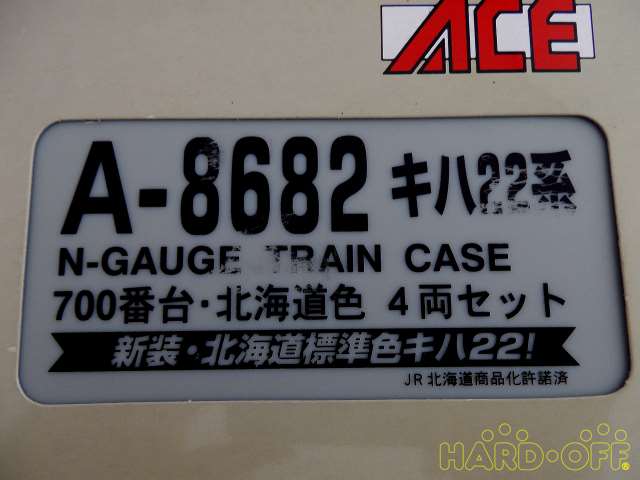 ACE
A-8682 キハ22系
N-GAUGE TRAIN CASE
700番台・北海道色 4両セット
新装・北海道標準色キハ22!
JR北海道商品化許諾済
HARD・OFF